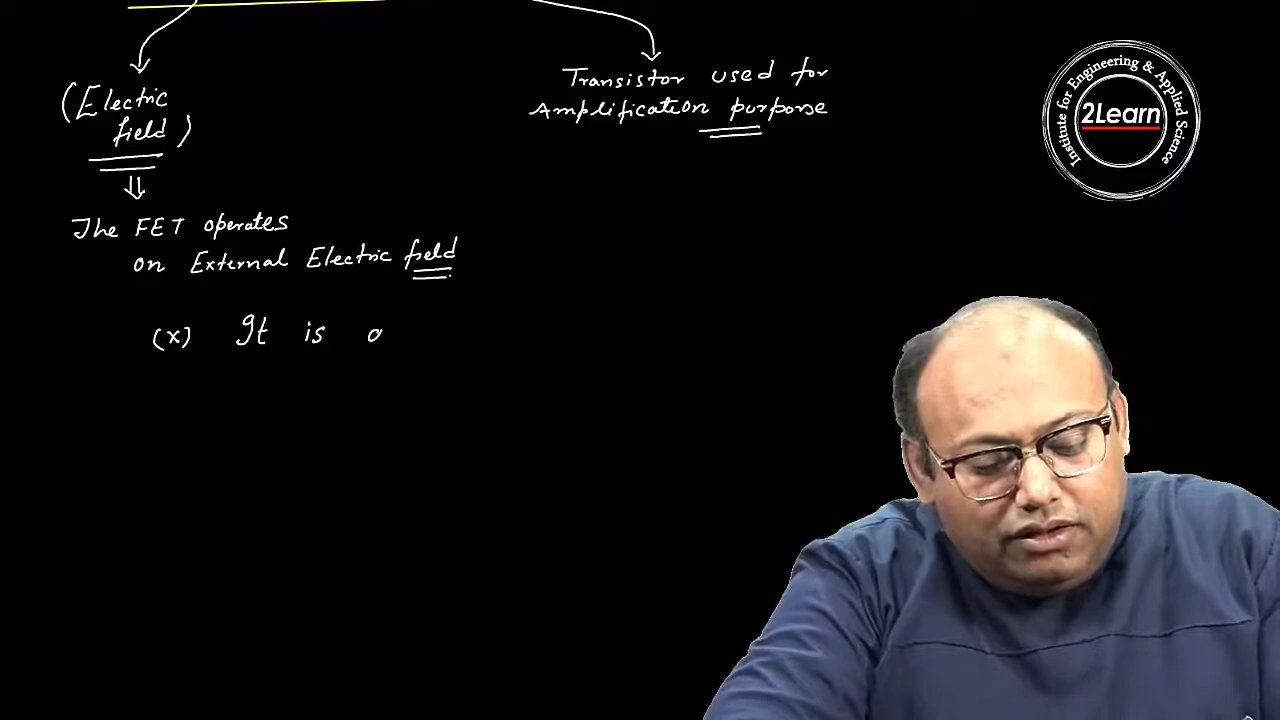 (Electric
field)
Transistor used for
Amplification purpose
The FET operates
on External Electric field
(x) It is a
Institute for Engineering & Applied Science
2Learn